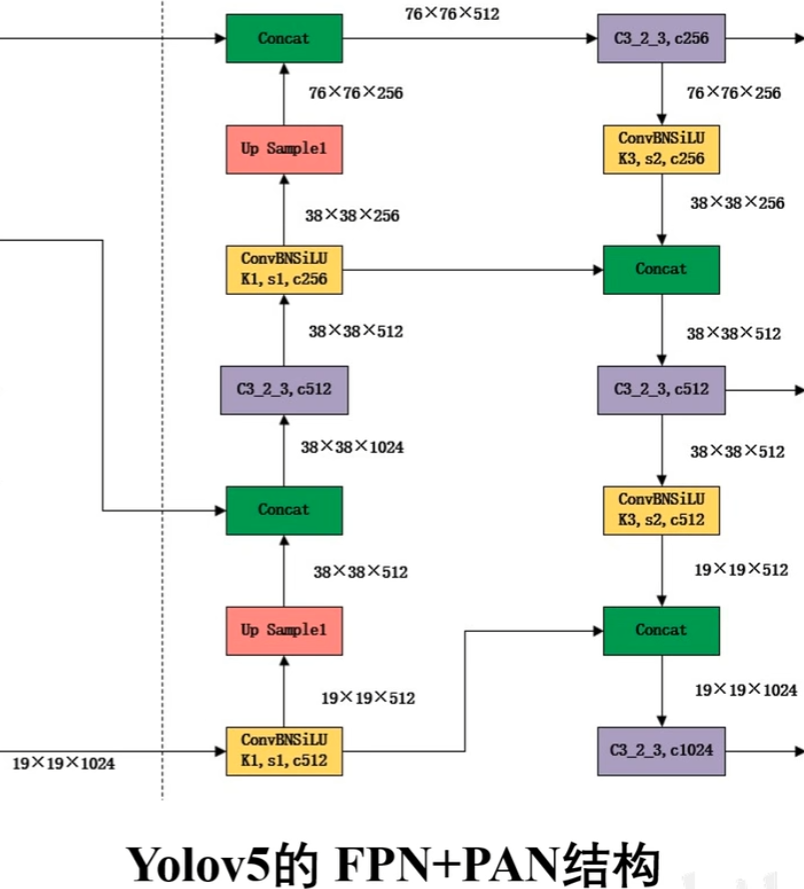 76×76×512
Concat
C3_2_3,c256
76×76×256
76×76×256
Up Sample1
ConvBNSiLU
K3,s2,c256
38×38×256
38×38×256
ConvBNSiLU
K1,s1,c256
Concat
38×38×512
38×38×512
C3_2_3,c512
C3_2_3,c512
38×38×1024
38×38×512
Concat
ConvBNSiLU
K3,s2,c512
38×38×512
19×19×512
Up Sample1
Concat
19×19×512
19×19×1024
ConvBNSiLU
K1,s1,c512
C3_2_3,c1024
19×19×1024
Yolov5的 FPN+PAN结构